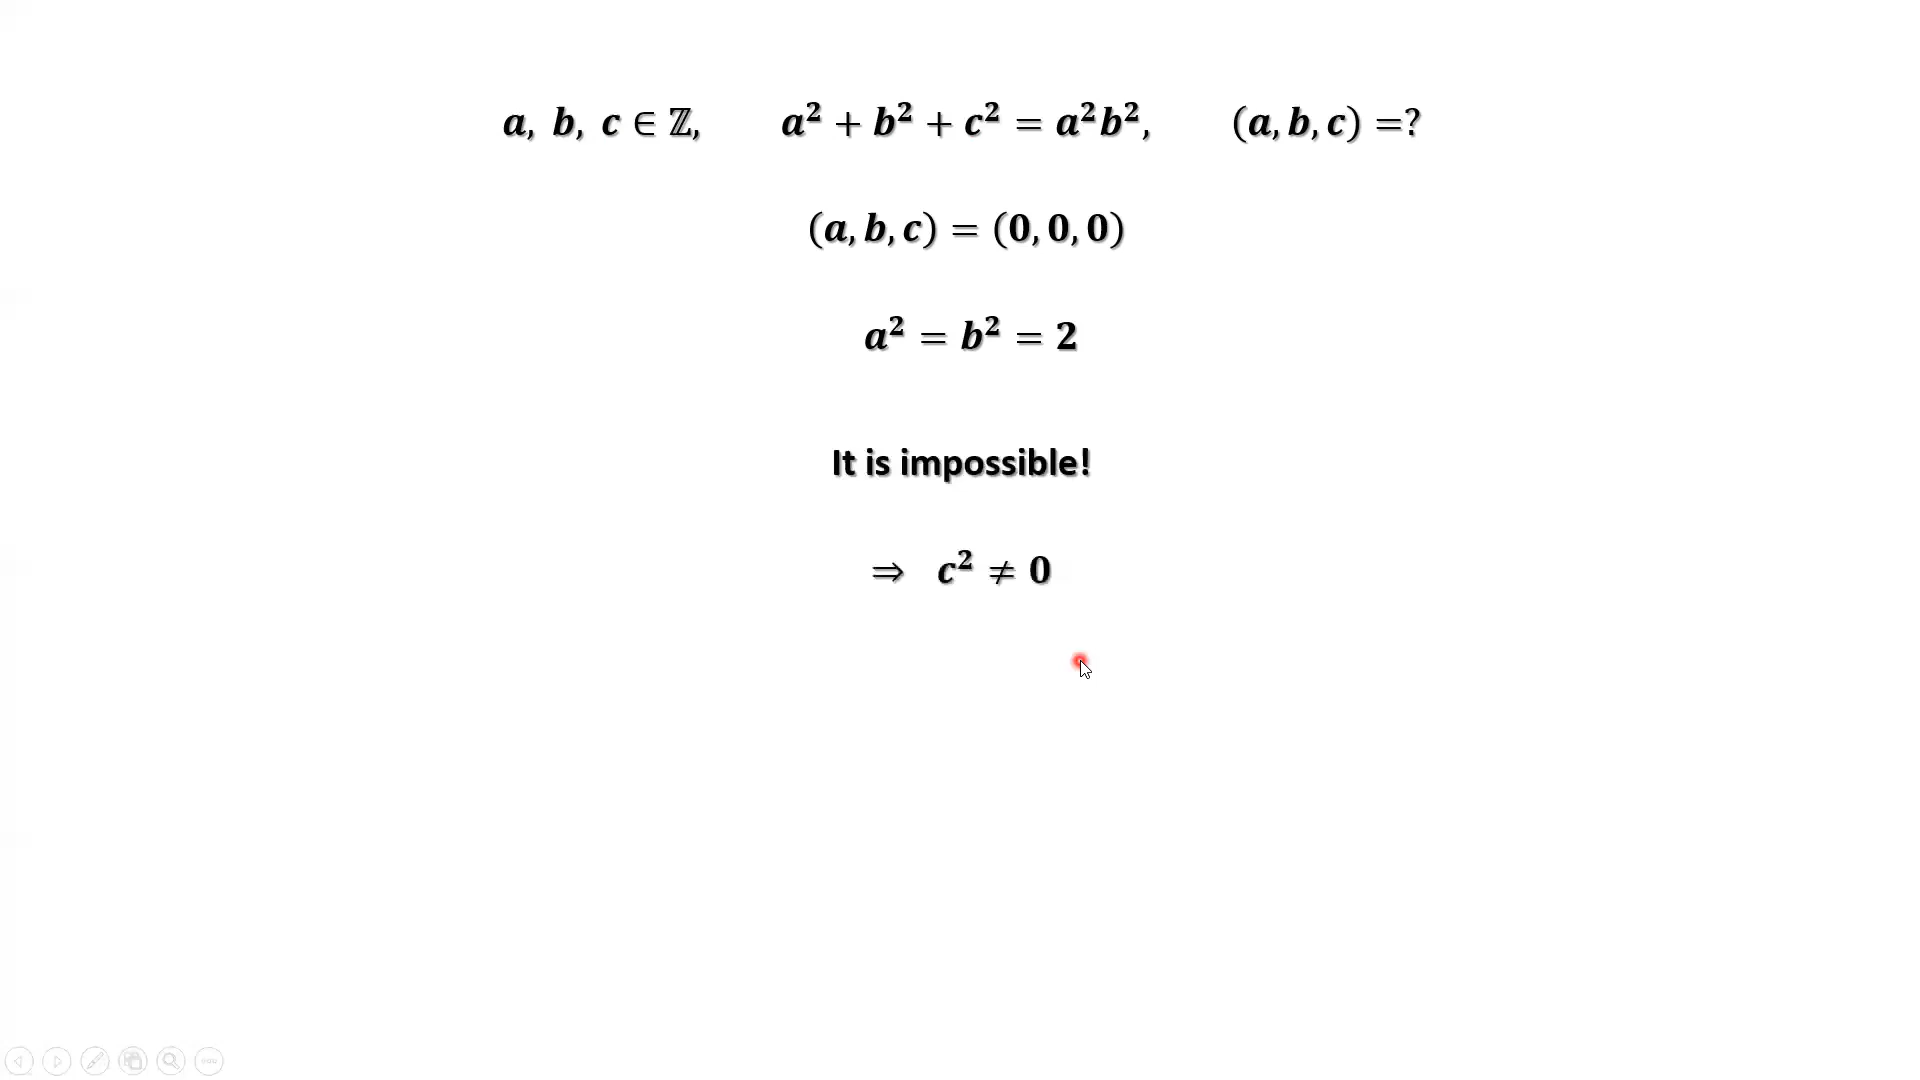 a, b, c ∈ ℤ, a² + b² + c² = a²b², (a, b, c) =?
(a, b, c) = (0, 0, 0)
a² = b² = 2
It is impossible!
⇒ c² ≠ 0